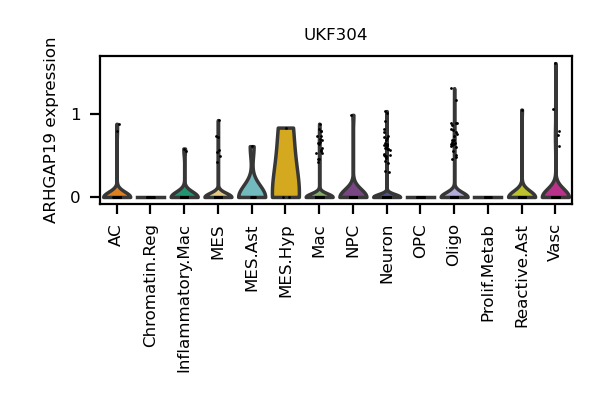 UKF304
ARHGAP19 expression
1
0
AC
Chromatin.Reg
Inflammatory.Mac
MES
MES.Ast
MES.Hyp
Mac
NPC
Neuron
OPC
Oligo
Prolif.Metab
Reactive.Ast
Vasc